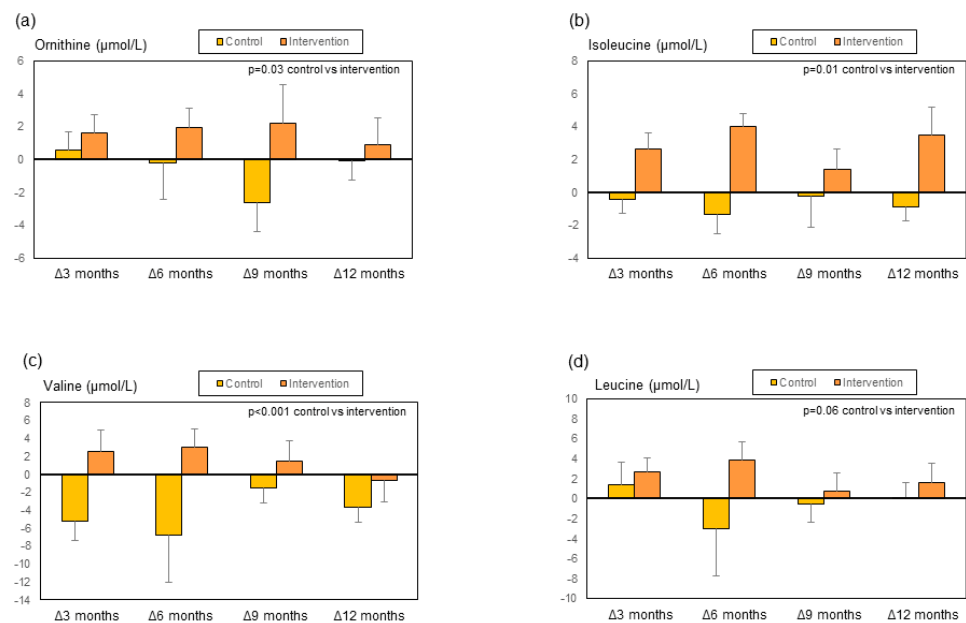 (a)
Ornithine (µmol/L)
Control Intervention
p=0.03 control vs intervention
6
4
2
0
-2
-4
-6
Δ3 months Δ6 months Δ9 months Δ12 months
(b)
Isoleucine (µmol/L)
Control Intervention
p=0.01 control vs intervention
8
6
4
2
0
-2
-4
Δ3 months Δ6 months Δ9 months Δ12 months
(c)
Valine (µmol/L)
Control Intervention
p<0.001 control vs intervention
8
6
4
2
0
-2
-4
-6
-8
-10
-12
-14
Δ3 months Δ6 months Δ9 months Δ12 months
(d)
Leucine (µmol/L)
Control Intervention
p=0.06 control vs intervention
10
8
6
4
2
0
-2
-4
-6
-8
-10
Δ3 months Δ6 months Δ9 months Δ12 months